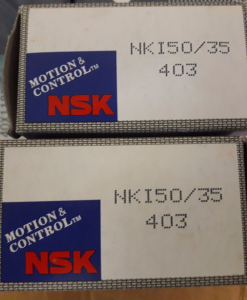 MOTION &
CONTROL™
NSK
NKI50/35
403
MOTION &
CONTROL™
NSK
NKI50/35
403